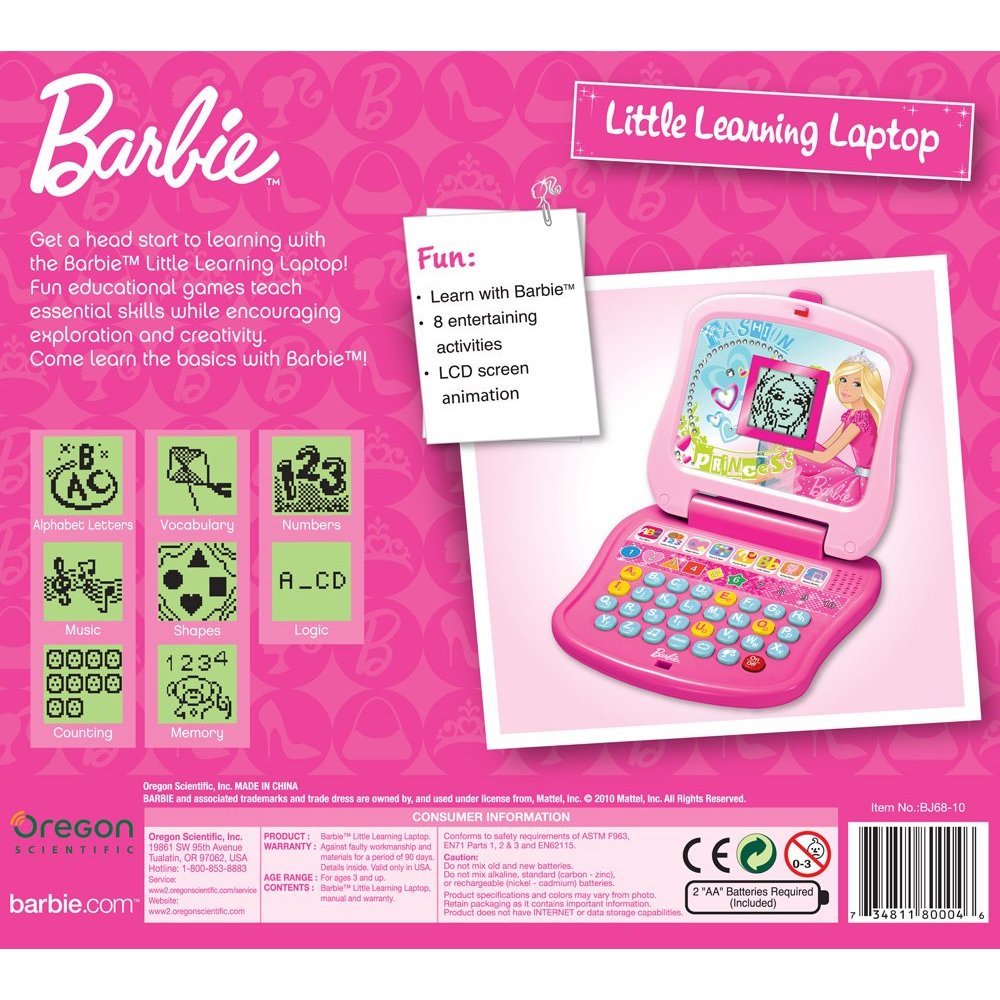 Barbie™
Little Learning Laptop
Get a head start to learning with
the Barbie™ Little Learning Laptop!
Fun educational games teach
essential skills while encouraging
exploration and creativity.
Come learn the basics with Barbie™!
Fun:
• Learn with Barbie™
• 8 entertaining
activities
• LCD screen
animation
FASHION
PRINCESS
Barbie
B
A C
Alphabet Letters
Vocabulary
123
Numbers
Music
Shapes
A_CD
Logic
Counting
1234
Memory
Barbie
On
Off
Oregon Scientific, Inc. MADE IN CHINA
BARBIE and associated trademarks and trade dress are owned by, and used under license from, Mattel, Inc. © 2010 Mattel, Inc. All Rights Reserved.
Item No.:BJ68-10
CONSUMER INFORMATION
Oregon
SCIENTIFIC
barbie.com™
Oregon Scientific, Inc.
19861 SW 95th Avenue
Tualatin, OR 97062, USA
Hotline: 1-800-853-8883
Service:
www2.oregonscientific.com/service
Website:
www2.oregonscientific.com
PRODUCT : Barbie™ Little Learning Laptop.
WARRANTY : Against faulty workmanship and
materials for a period of 90 days.
Details inside. Valid only in USA.
AGE RANGE : For ages 3 and up.
CONTENTS : Barbie™ Little Learning Laptop,
manual and warranty.
Conforms to safety requirements of ASTM F963,
EN71 Parts 1, 2 & 3 and EN62115.
Caution:
Do not mix old and new batteries.
Do not mix alkaline, standard (carbon - zinc),
or rechargeable (nickel - cadmium) batteries.
Product specifications and colors may vary from photo.
Retain packaging as it contains important information.
Product does not have INTERNET or data storage capabilities.
CE
0-3
2 "AA" Batteries Required
(Included)
7 34811 80004 6